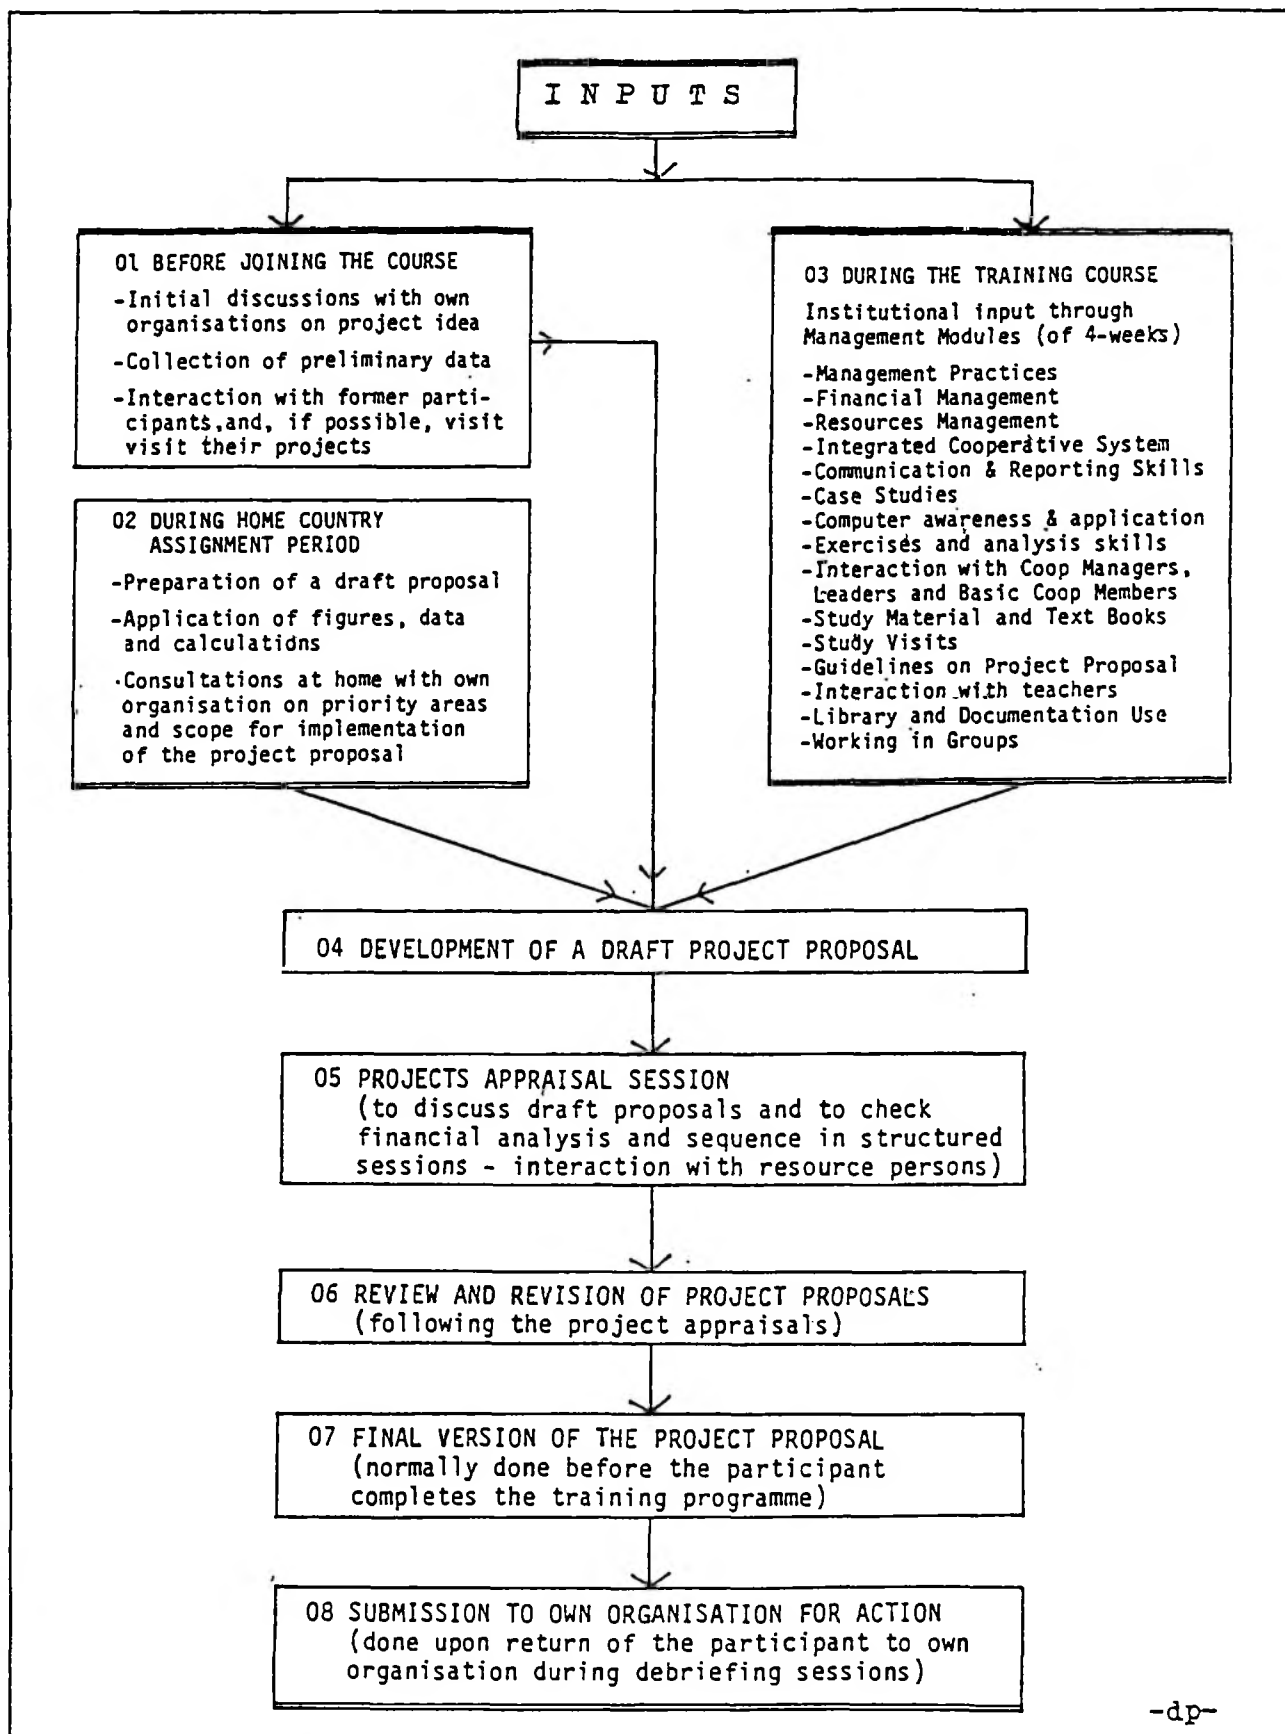 I N P U T S
01 BEFORE JOINING THE COURSE
-Initial discussions with own
organisations on project idea
-Collection of preliminary data
-Interaction with former parti-
cipants,and, if possible, visit
visit their projects
02 DURING HOME COUNTRY
ASSIGNMENT PERIOD
-Preparation of a draft proposal
-Application of figures, data
and calculations
-Consultations at home with own
organisation on priority areas
and scope for implementation
of the project proposal
03 DURING THE TRAINING COURSE
Institutional input through
Management Modules (of 4-weeks)
-Management Practices
-Financial Management
-Resources Management
-Integrated Cooperative System
-Communication & Reporting Skills
-Case Studies
-Computer awareness & application
-Exercises and analysis skills
-Interaction with Coop Managers,
Leaders and Basic Coop Members
-Study Material and Text Books
-Study Visits
-Guidelines on Project Proposal
-Interaction with teachers
-Library and Documentation Use
-Working in Groups
04 DEVELOPMENT OF A DRAFT PROJECT PROPOSAL
05 PROJECTS APPRAISAL SESSION
(to discuss draft proposals and to check
financial analysis and sequence in structured
sessions - interaction with resource persons)
06 REVIEW AND REVISION OF PROJECT PROPOSALS
(following the project appraisals)
07 FINAL VERSION OF THE PROJECT PROPOSAL
(normally done before the participant
completes the training programme)
08 SUBMISSION TO OWN ORGANISATION FOR ACTION
(done upon return of the participant to own
organisation during debriefing sessions)
-dp-